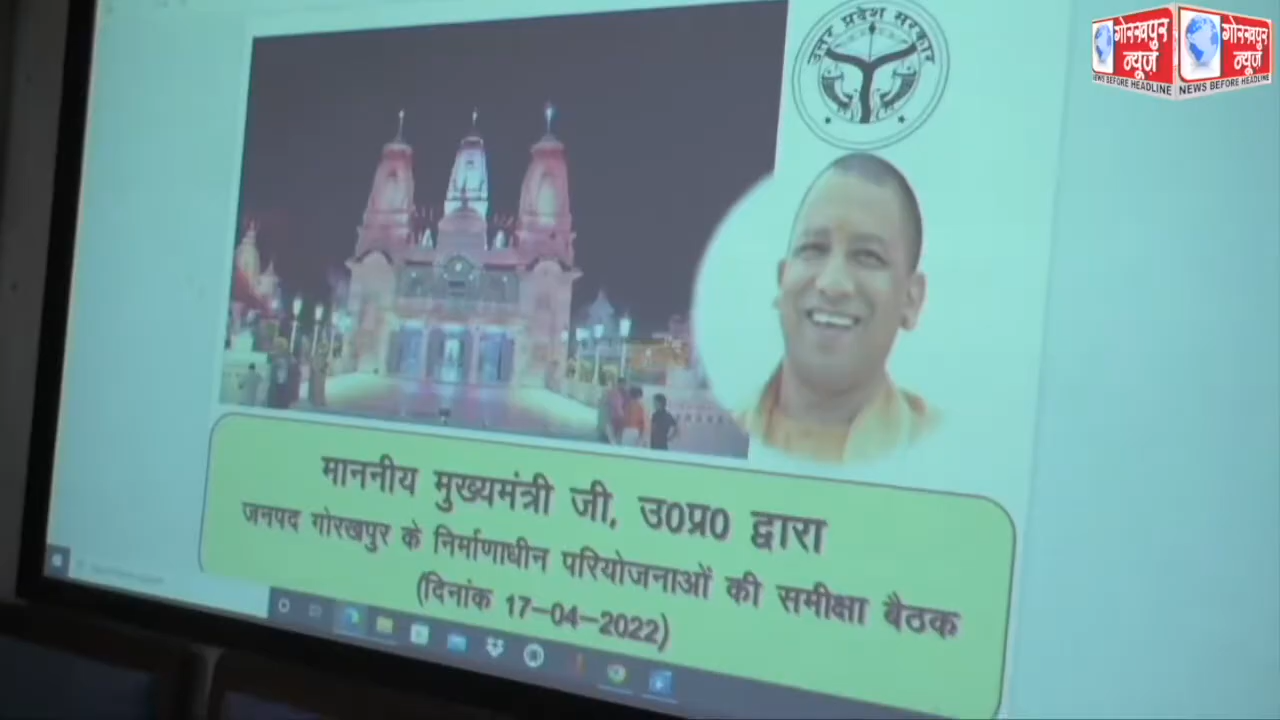 गोरखपुर न्यूज़
NEWS BEFORE HEADLINE
गोरखपुर न्यूज़
NEWS BEFORE HEADLINE
उत्तर प्रदेश सरकार
माननीय मुख्यमंत्री जी, उ0प्र0 द्वारा
जनपद गोरखपुर के निर्माणाधीन परियोजनाओं की समीक्षा बैठक
(दिनांक 17-04-2022)